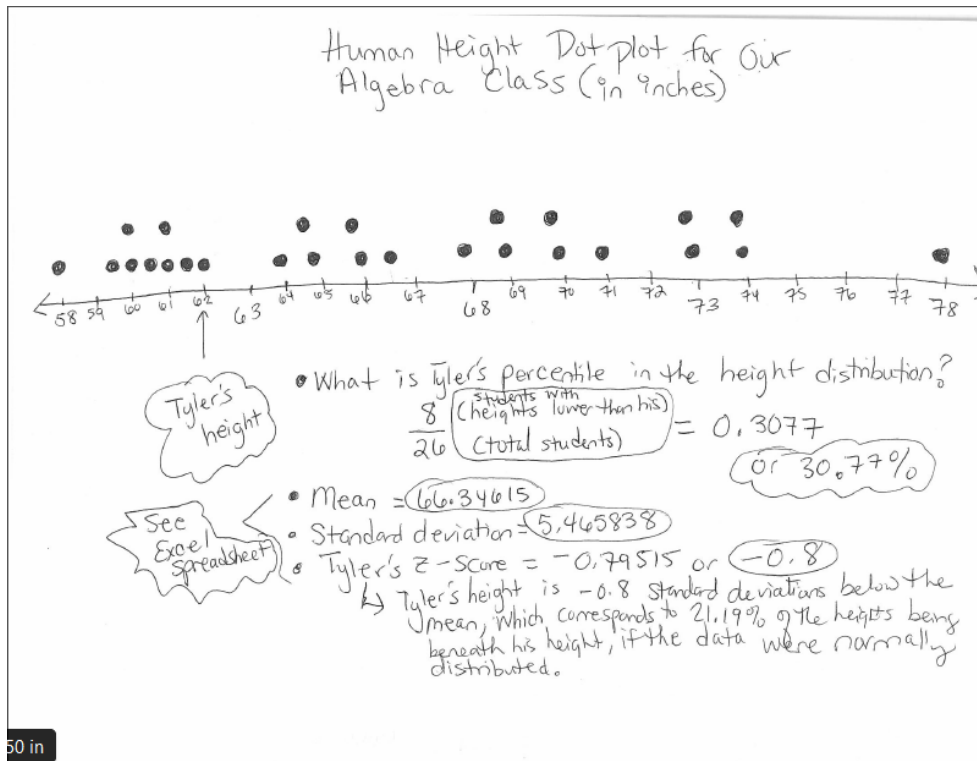 Human Height Dotplot for Our
Algebra Class (in inches)
58 59 60 61 62 63 64 65 66 67 68 69 70 71 72 73 74 75 76 77 78
Tyler's
height
• What is Tyler's percentile in the height distribution?
8
26
students with
(heights lower than his)
(total students)
= 0.3077
or 30.77%
See
Excel
Spreadsheet
• Mean = 66.34615
• Standard deviation = 5.465838
• Tyler's z-score = -0.79515 or -0.8
↳ Tyler's height is -0.8 standard deviations below the
mean, which corresponds to 21.19% of the heights being
beneath his height, if the data were normally
distributed.
50 in